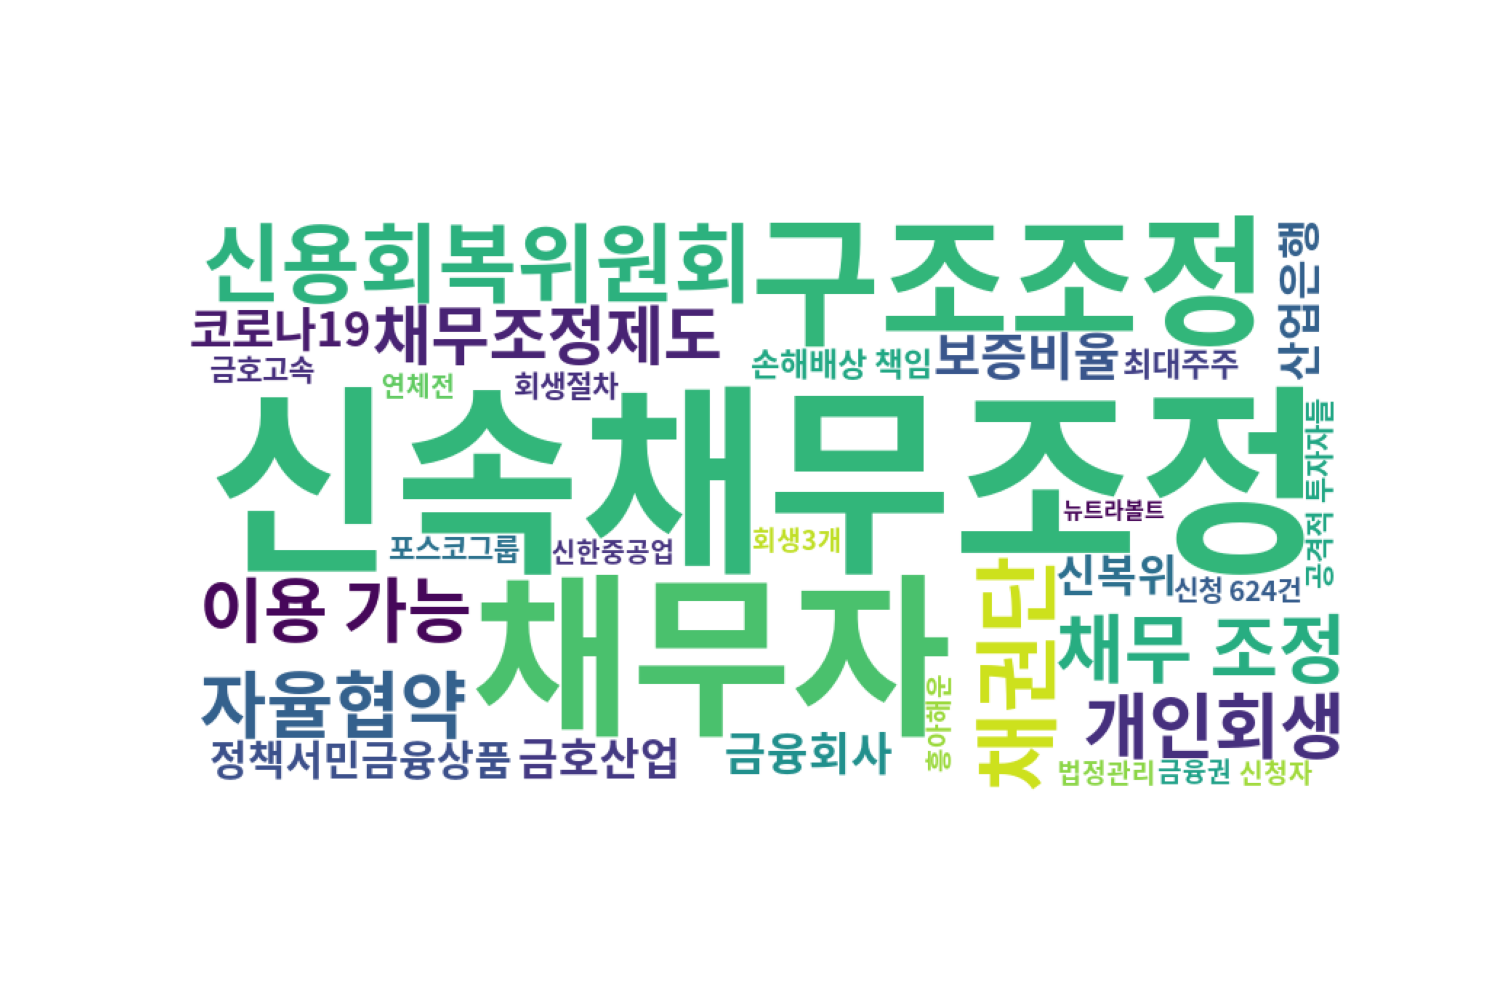 신용회복위원회
구조조정
산업은행
코로나19
채무조정제도
손해배상 책임
보증비율
최대주주
금호고속
연체전
회생절차
신속채무조정
공격적 투자자들
뉴트라볼트
포스코그룹
신한중공업
회생3개
신복위
신청 624건
이용 가능
채무자
채권단
채무 조정
자율협약
흥아해운
개인회생
정책서민금융상품
금호산업
금융회사
법정관리
금융권
신청자